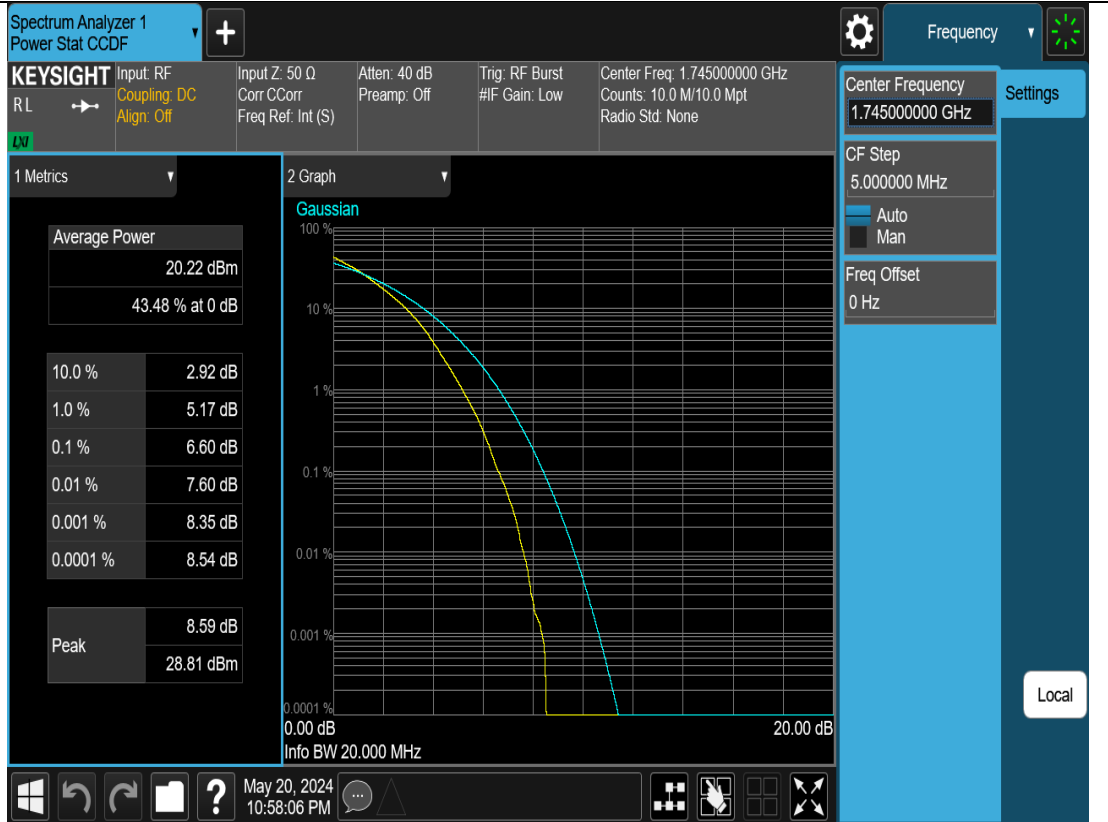 Spectrum Analyzer 1
Power Stat CCDF
+
Frequency
KEYSIGHT
R L
LXI
Input: RF
Coupling: DC
Align: Off
Input Z: 50 Ω
Corr CCorr
Freq Ref: Int (S)
Atten: 40 dB
Preamp: Off
Trig: RF Burst
#IF Gain: Low
Center Freq: 1.745000000 GHz
Counts: 10.0 M/10.0 Mpt
Radio Std: None
Center Frequency
1.745000000 GHz
Settings
CF Step
5.000000 MHz
Auto
Man
Freq Offset
0 Hz
1 Metrics
Average Power
20.22 dBm
43.48 % at 0 dB
10.0 % 2.92 dB
1.0 % 5.17 dB
0.1 % 6.60 dB
0.01 % 7.60 dB
0.001 % 8.35 dB
0.0001 % 8.54 dB
Peak
8.59 dB
28.81 dBm
2 Graph
Gaussian
100 %
10 %
1 %
0.1 %
0.01 %
0.001 %
0.0001 %
0.00 dB 20.00 dB
Info BW 20.000 MHz
Local
?
May 20, 2024
10:58:06 PM